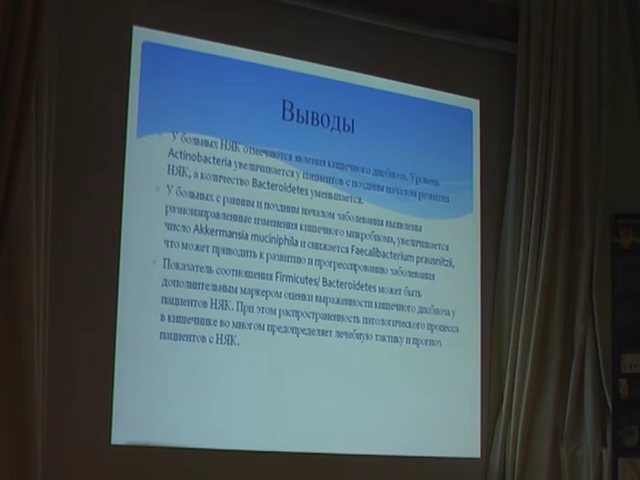 Выводы
У больных НЯК отмечаются явления кишечного дисбиоза. Уровень
Actinobacteria увеличивается у пациентов с поздним началом развития
НЯК, а количество Bacteroidetes уменьшается.
У больных с ранним и поздним началом заболевания выявлены
разнонаправленные изменения кишечного микробиома, увеличивается
число Akkermansia muciniphila и снижается Faecalibacterium prausnitzii,
что может приводить к развитию и прогрессированию заболевания
Показатель соотношения Firmicutes/ Bacteroidetes может быть
дополнительным маркером оценки выраженности кишечного дисбиоза у
пациентов НЯК. При этом распространенность патологического процесса
в кишечнике во многом предопределяет лечебную тактику и прогноз
пациентов с НЯК.